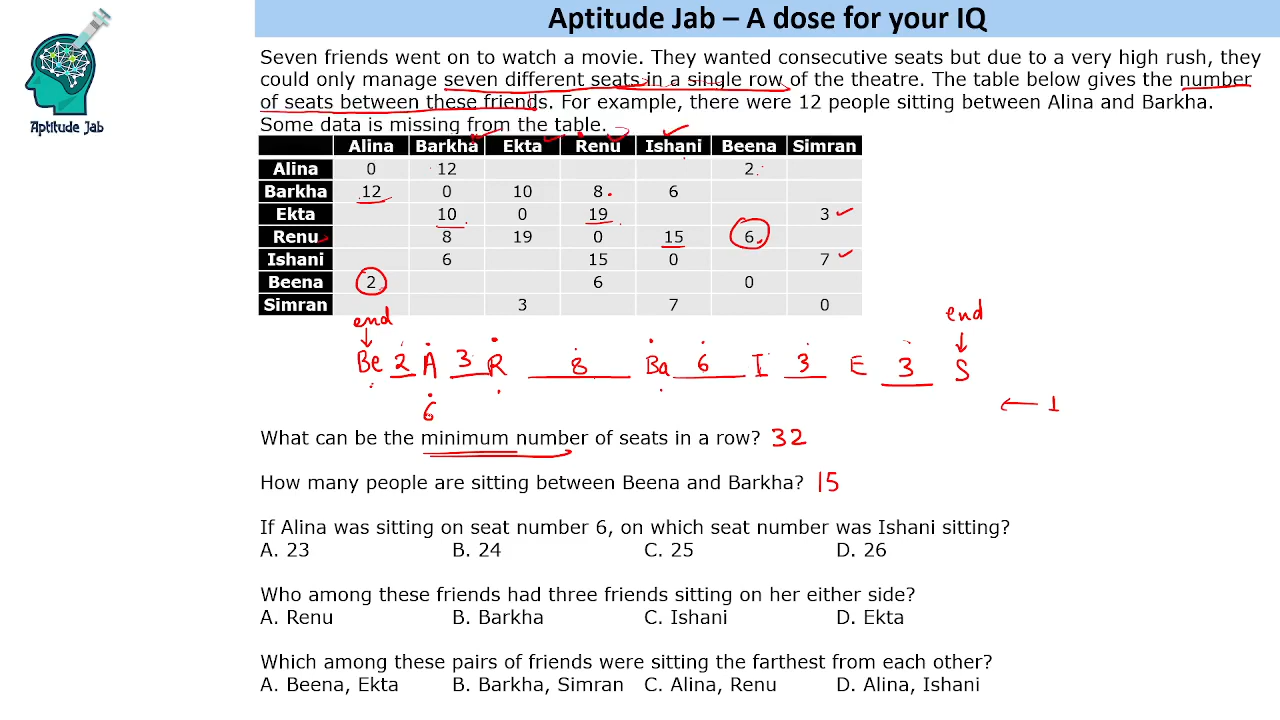 Aptitude Jab – A dose for your IQ
Aptitude Jab
Seven friends went on to watch a movie. They wanted consecutive seats but due to a very high rush, they
could only manage seven different seats in a single row of the theatre. The table below gives the number
of seats between these friends. For example, there were 12 people sitting between Alina and Barkha.
Some data is missing from the table.
Alina Barkha Ekta Renu Ishani Beena Simran
Alina 0 12 2
Barkha 12 0 10 8 6
Ekta 10 0 19 3
Renu 8 19 0 15 6
Ishani 6 15 0 7
Beena 2 6 0
Simran 3 7 0
end end
Be 2 A 3 R 8 Ba 6 I 3 E 3 S
6 ← 1
What can be the minimum number of seats in a row? 32
How many people are sitting between Beena and Barkha? 15
If Alina was sitting on seat number 6, on which seat number was Ishani sitting?
A. 23 B. 24 C. 25 D. 26
Who among these friends had three friends sitting on her either side?
A. Renu B. Barkha C. Ishani D. Ekta
Which among these pairs of friends were sitting the farthest from each other?
A. Beena, Ekta B. Barkha, Simran C. Alina, Renu D. Alina, Ishani